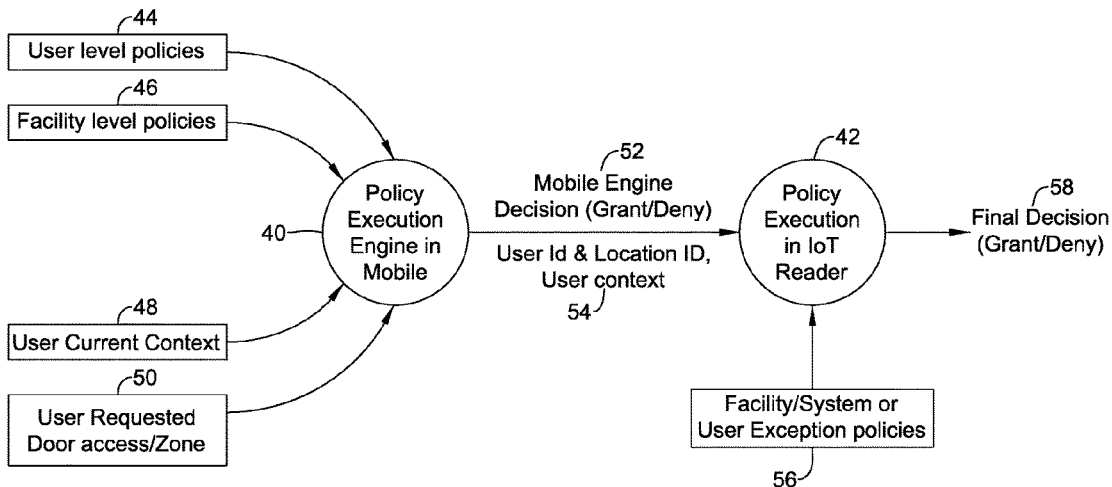 44
User level policies
46
Facility level policies
48
User Current Context
50
User Requested
Door access/Zone
40
Policy
Execution
Engine in
Mobile
52
Mobile Engine
Decision (Grant/Deny)
User Id & Location ID,
User context
54
42
Policy
Execution
in IoT
Reader
58
Final Decision
(Grant/Deny)
Facility/System or
User Exception policies
56